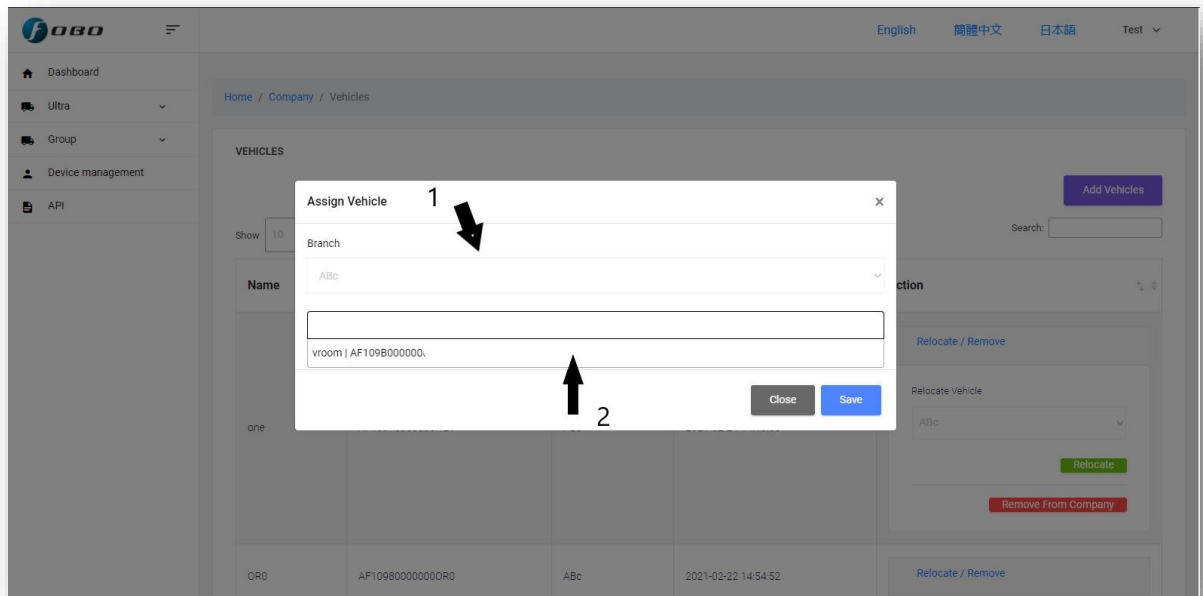 FOBO
English 簡體中文 日本語 Test
Dashboard
Ultra
Group
Device management
API
Home / Company / Vehicles
VEHICLES
Add Vehicles
Show 10
Search:
Name
ction
Assign Vehicle
1
×
Branch
ABc
vroom | AF109B000000
2
Close
Save
Relocate / Remove
Relocate Vehicle
one
ABc
Relocate
Remove From Company
OR0 AF10980000000OR0 ABc 2021-02-22 14:54:52 Relocate / Remove